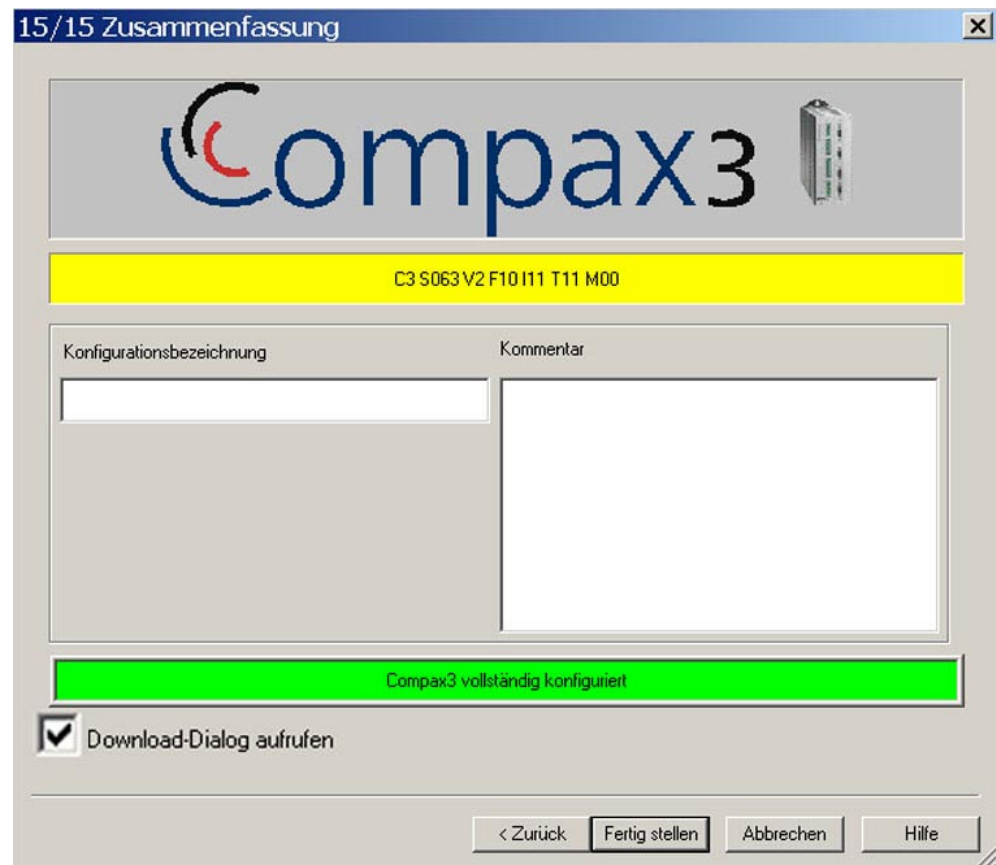 15/15 Zusammenfassung
Compax3
C3 S063 V2 F10 I11 T11 M00
Konfigurationsbezeichnung
Kommentar
Compax3 vollständig konfiguriert
Download-Dialog aufrufen
< Zurück
Fertig stellen
Abbrechen
Hilfe